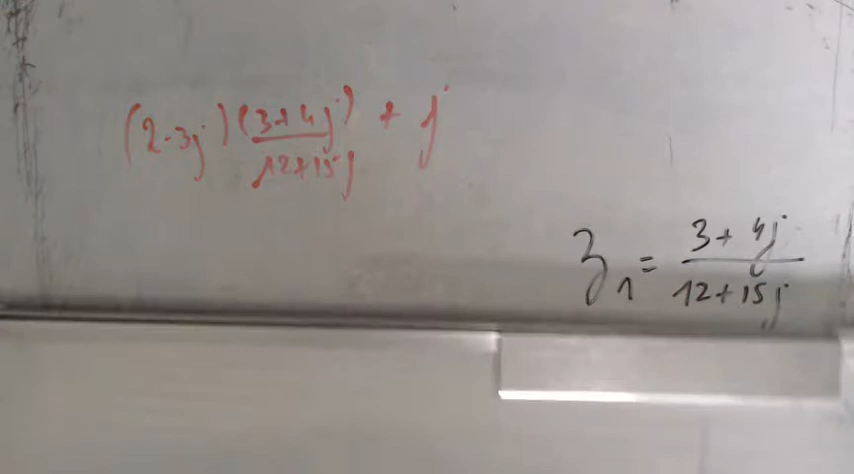 (2-3j)(3+4j)/(12+15j) + j
z₁ = (3+4j)/(12+15j)